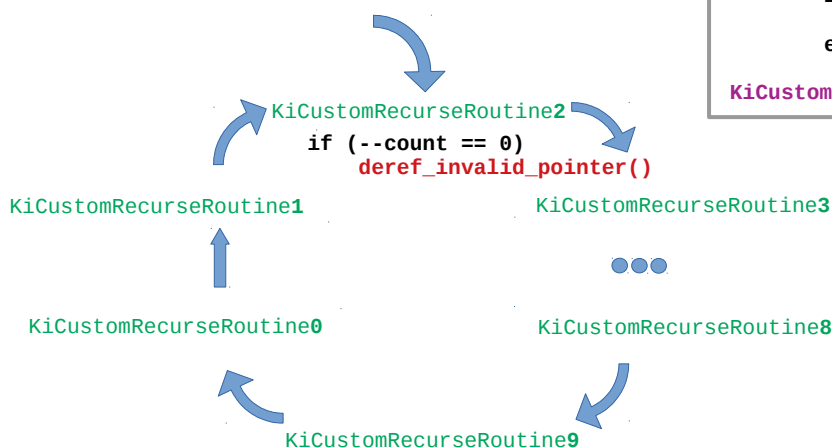 e
KiCustom
KiCustomRecurseRoutine2
if (--count == 0)
deref_invalid_pointer()
KiCustomRecurseRoutine1
KiCustomRecurseRoutine3
KiCustomRecurseRoutine0
KiCustomRecurseRoutine8
KiCustomRecurseRoutine9